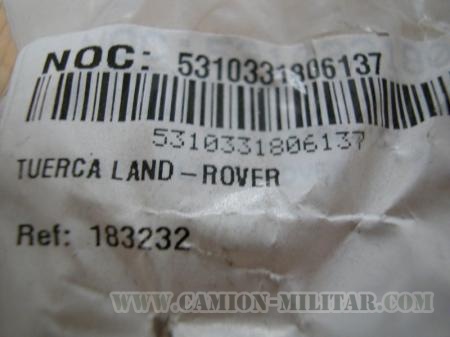 NOC: 5310331806137
5310331806137
TUERCA LAND-ROVER
Ref: 183232
WWW.CAMION-MILITAR.COM